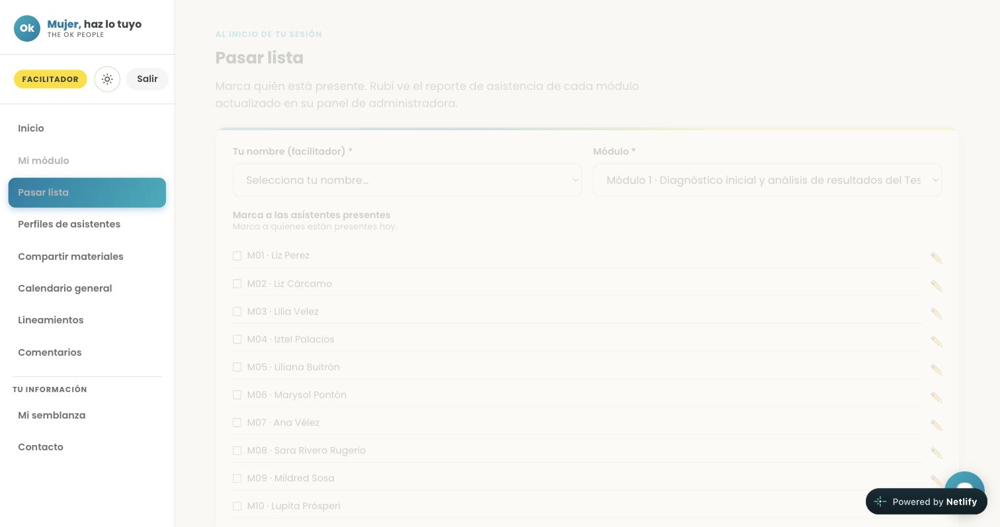 Ok
Mujer, haz lo tuyo
THE OK PEOPLE
FACILITADOR
Salir
Inicio
Mi módulo
Pasar lista
Perfiles de asistentes
Compartir materiales
Calendario general
Lineamientos
Comentarios
TU INFORMACIÓN
Mi semblanza
Contacto
AL INICIO DE TU SESIÓN
Pasar lista
Marca quién está presente. Rubí ve el reporte de asistencia de cada módulo
actualizado en su panel de administradora.
Tu nombre (facilitador) *
Selecciona tu nombre...
Módulo *
Módulo 1 · Diagnóstico inicial y análisis de resultados del Tes
Marca a las asistentes presentes
Marca a quienes están presentes hoy.
M01 · Liz Perez
M02 · Liz Cárcamo
M03 · Lilia Velez
M04 · Iztel Palacios
M05 · Liliana Buitrón
M06 · Marysol Pontón
M07 · Ana Vélez
M08 · Sara Rivero Rugerio
M09 · Mildred Sosa
M10 · Lupita Prósperi
Powered by Netlify